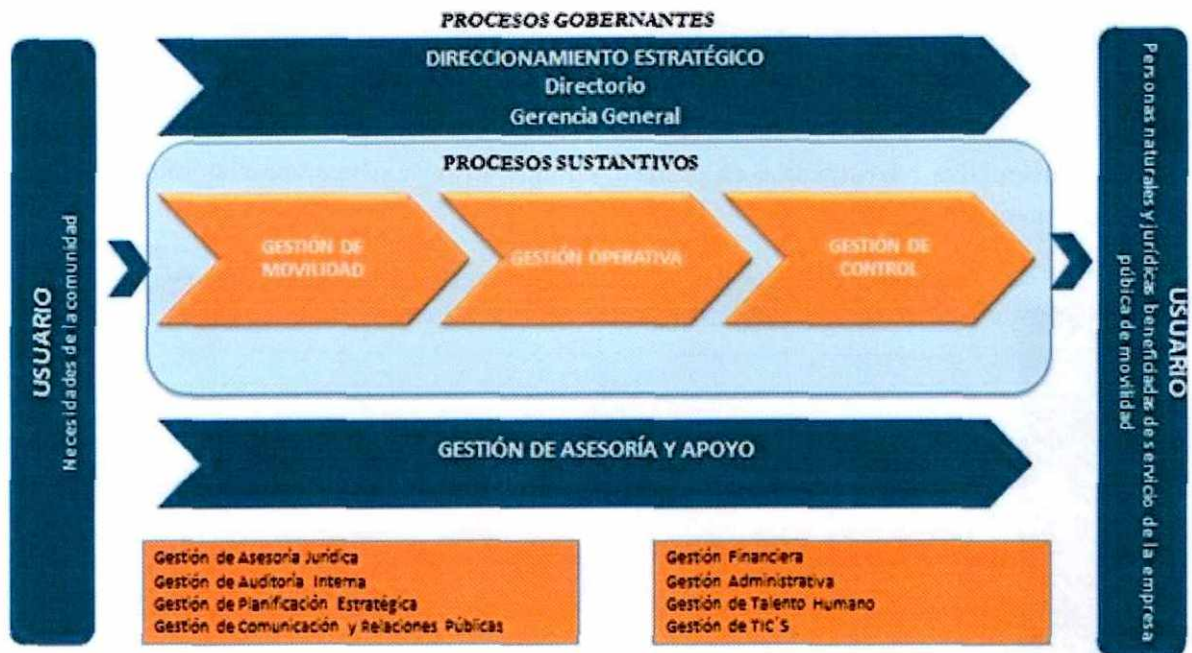 PROCESOS GOBERNANTES
USUARIO
Necesidades de la comunidad
DIRECCIONAMIENTO ESTRATÉGICO
Directorio
Gerencia General
PROCESOS SUSTANTIVOS
GESTIÓN DE
MOVILIDAD
GESTIÓN OPERATIVA
GESTIÓN DE
CONTROL
GESTIÓN DE ASESORÍA Y APOYO
Gestión de Asesoría Jurídica
Gestión de Auditoría Interna
Gestión de Planificación Estratégica
Gestión de Comunicación y Relaciones Públicas
Gestión Financiera
Gestión Administrativa
Gestión de Talento Humano
Gestión de TIC´S
USUARIO
Personas naturales y jurídicas beneficiadas de servicio de la empresa
púbica de movilidad